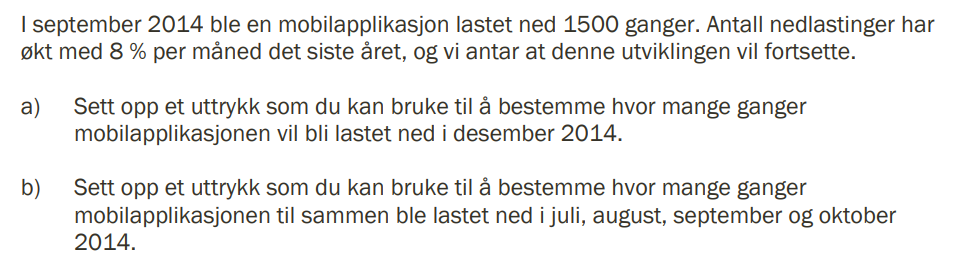 I september 2014 ble en mobilapplikasjon lastet ned 1500 ganger. Antall nedlastinger har
økt med 8 % per måned det siste året, og vi antar at denne utviklingen vil fortsette.
a) Sett opp et uttrykk som du kan bruke til å bestemme hvor mange ganger
mobilapplikasjonen vil bli lastet ned i desember 2014.
b) Sett opp et uttrykk som du kan bruke til å bestemme hvor mange ganger
mobilapplikasjonen til sammen ble lastet ned i juli, august, september og oktober
2014.